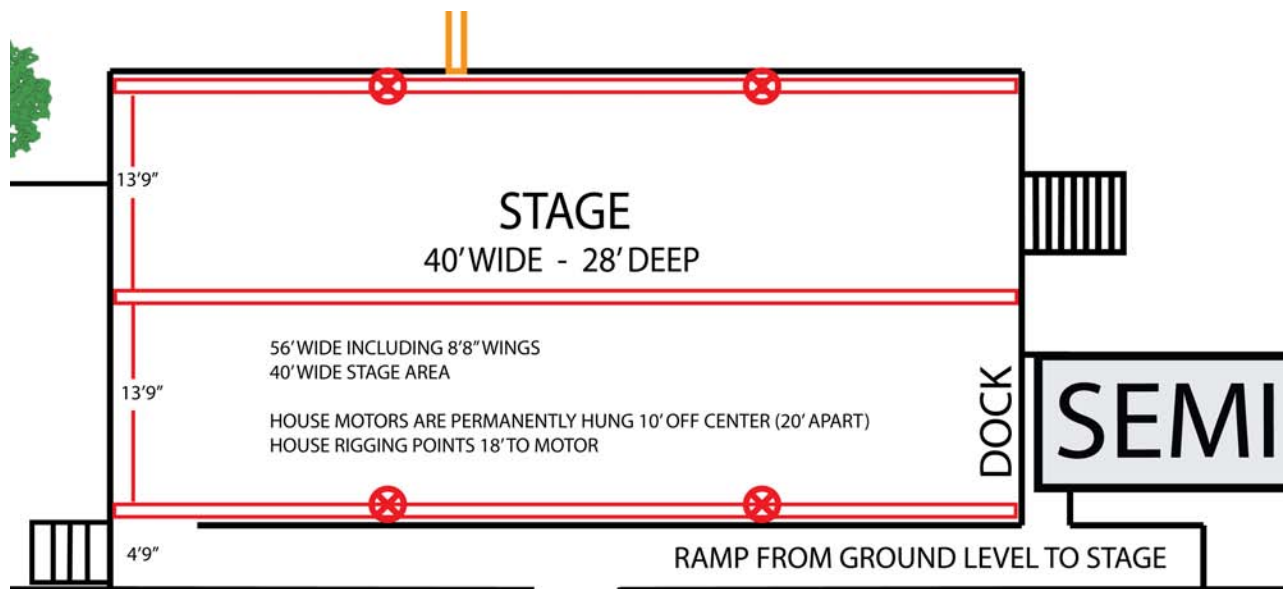 13'9"
STAGE
40' WIDE - 28' DEEP
56' WIDE INCLUDING 8'8" WINGS
40' WIDE STAGE AREA
13'9"
HOUSE MOTORS ARE PERMANENTLY HUNG 10' OFF CENTER (20' APART)
HOUSE RIGGING POINTS 18' TO MOTOR
DOCK
SEMI
4'9"
RAMP FROM GROUND LEVEL TO STAGE